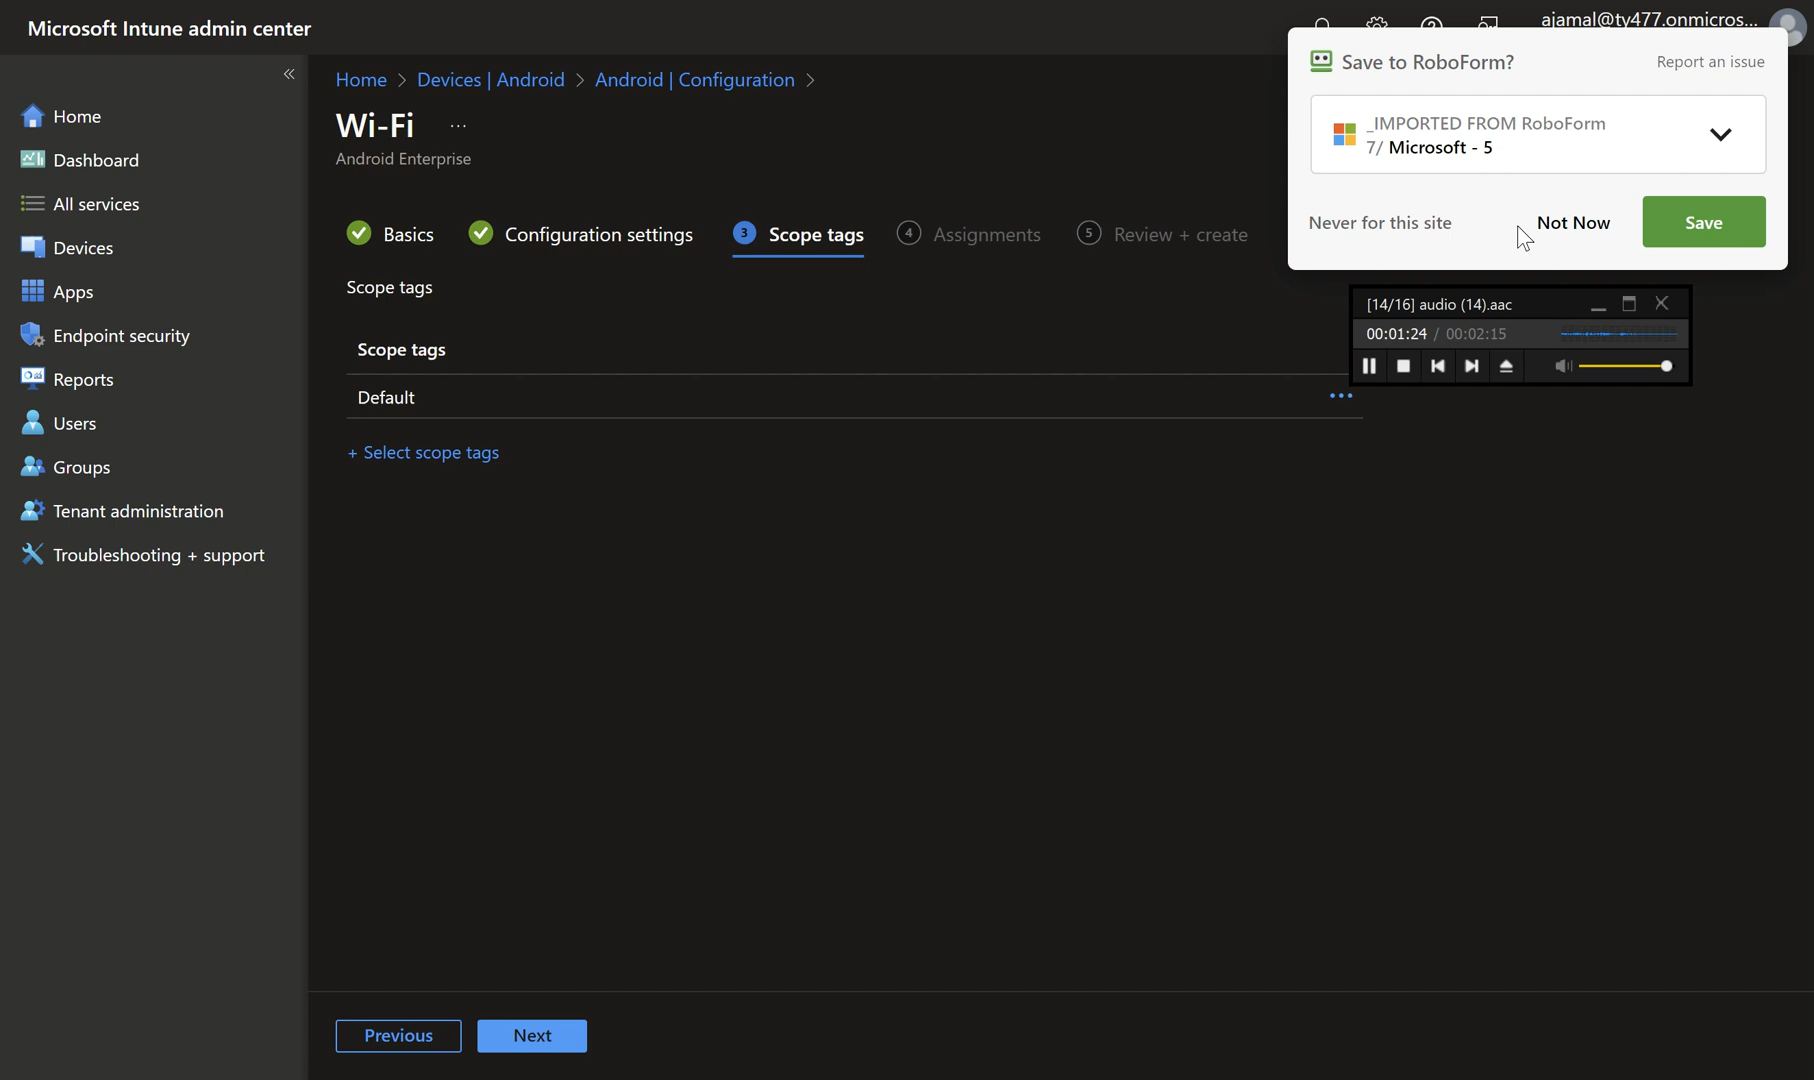 Microsoft Intune admin center
ajamal@ty477.onmicros...
«
Home
Dashboard
All services
Devices
Apps
Endpoint security
Reports
Users
Groups
Tenant administration
Troubleshooting + support
Home > Devices | Android > Android | Configuration >
Wi-Fi ...
Android Enterprise
Basics
Configuration settings
3 Scope tags
4 Assignments
5 Review + create
Scope tags
Scope tags
Default ...
+ Select scope tags
Previous
Next
Save to RoboForm?
Report an issue
_IMPORTED FROM RoboForm
7/ Microsoft - 5
Never for this site
Not Now
Save
[14/16] audio (14).aac
00:01:24 / 00:02:15